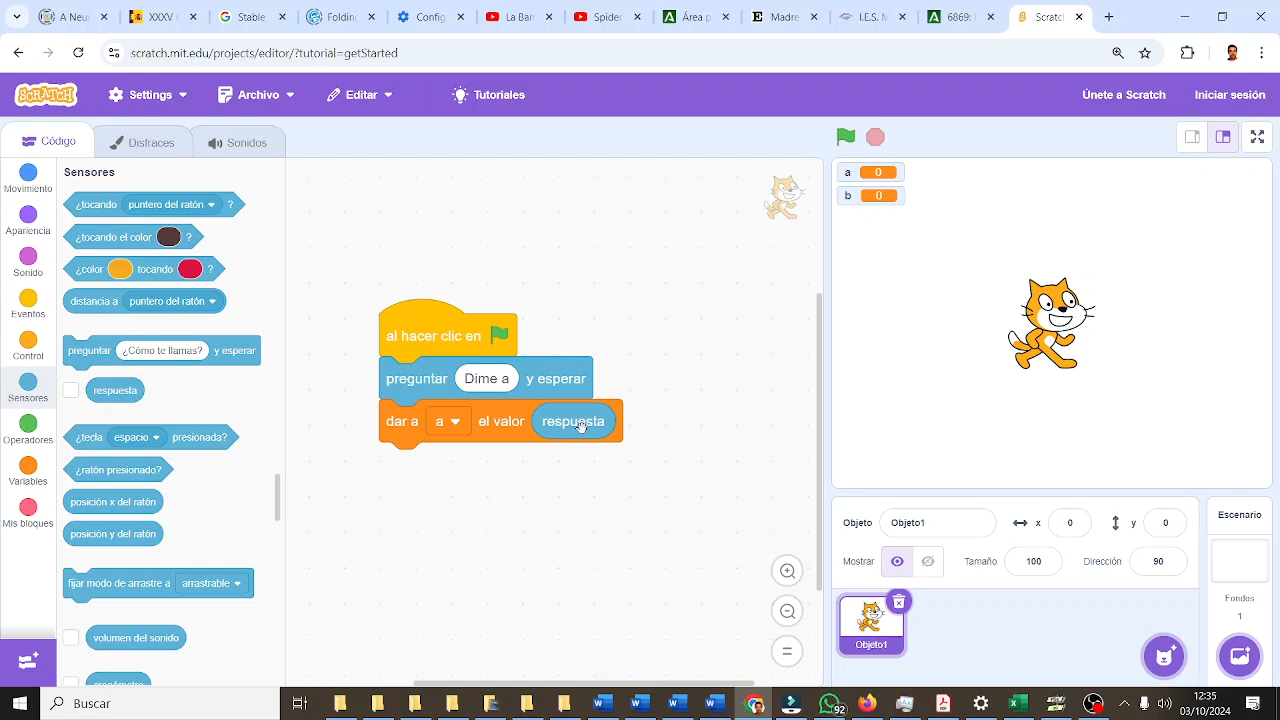 A Neu
XXXV
Stable
Folding
Config
La Bar
Spider
Área p
Madre
I.E.S. M
6869
Scratch
scratch.mit.edu/projects/editor/?tutorial=getStarted
SCRATCH
Settings
Archivo
Editar
Tutoriales
Únete a Scratch
Iniciar sesión
Código
Disfraces
Sonidos
Movimiento
Apariencia
Sonido
Eventos
Control
Sensores
Operadores
Variables
Mis bloques
Sensores
¿tocando puntero del ratón ?
¿tocando el color ?
¿color tocando ?
distancia a puntero del ratón
preguntar ¿Cómo te llamas? y esperar
respuesta
¿tecla espacio presionada?
¿ratón presionado?
posición x del ratón
posición y del ratón
fijar modo de arrastre a arrastrable
volumen del sonido
al hacer clic en
preguntar Dime a y esperar
dar a a el valor respuesta
a 0
b 0
Objeto Objeto1 x 0 y 0
Mostrar Tamaño 100 Dirección 90
Objeto1
Escenario
Fondos
1
Buscar
92
12:35
03/10/2024